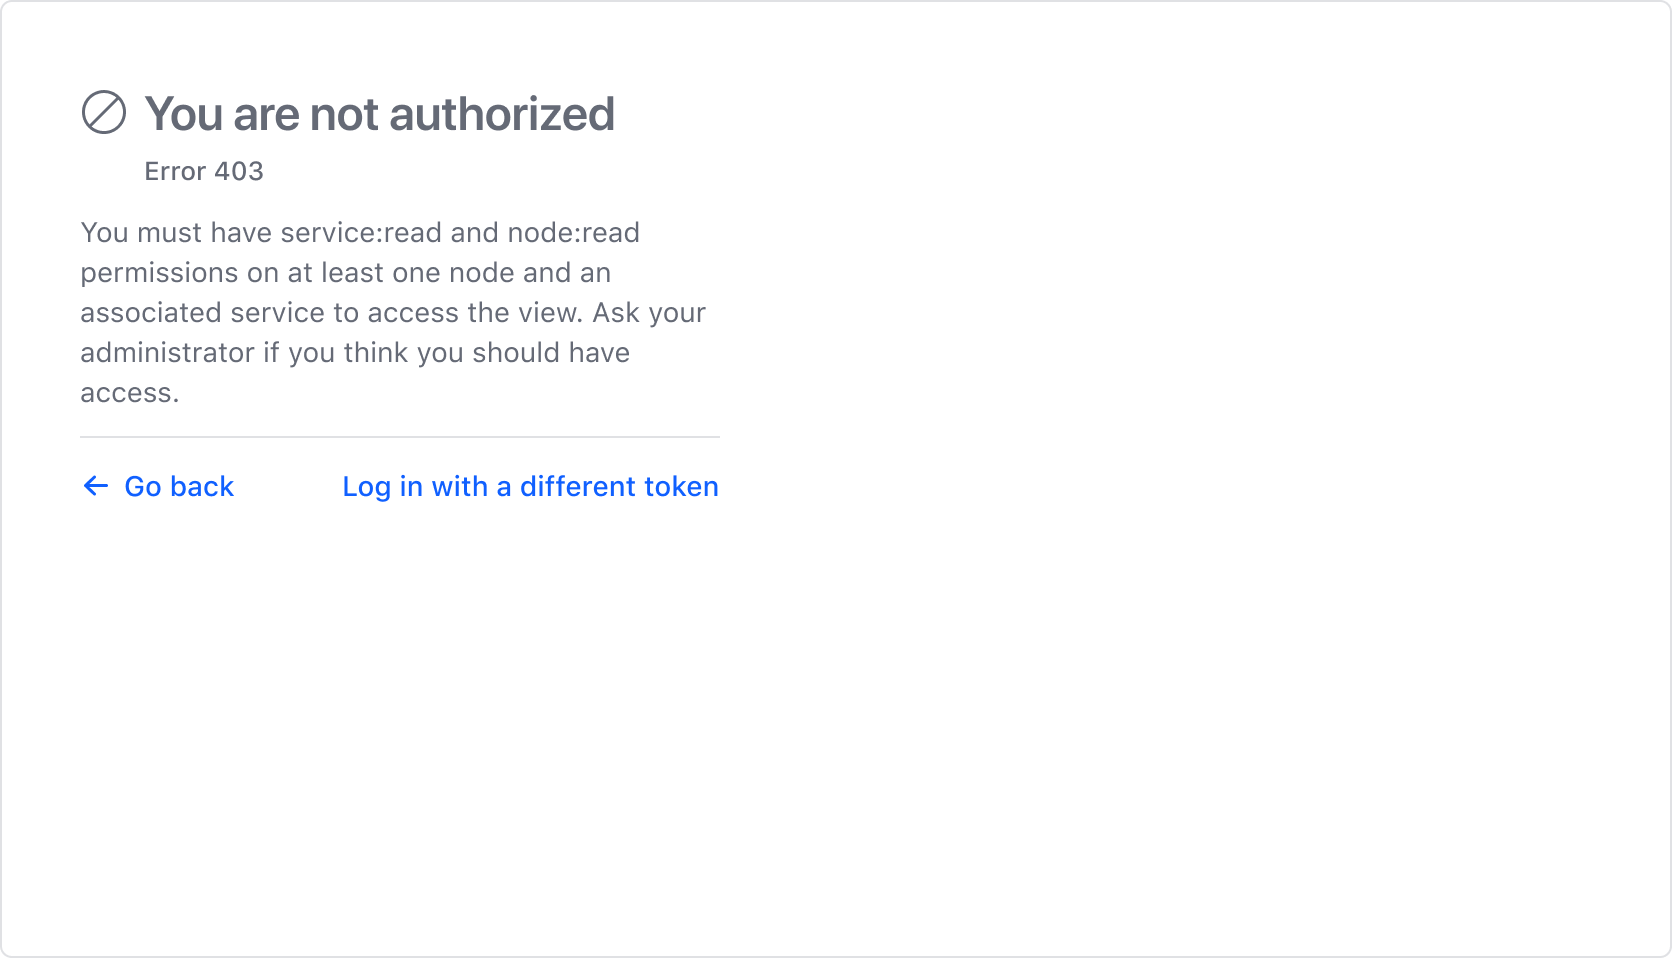 You are not authorized
Error 403
You must have service:read and node:read
permissions on at least one node and an
associated service to access the view. Ask your
administrator if you think you should have
access.
Go back
Log in with a different token